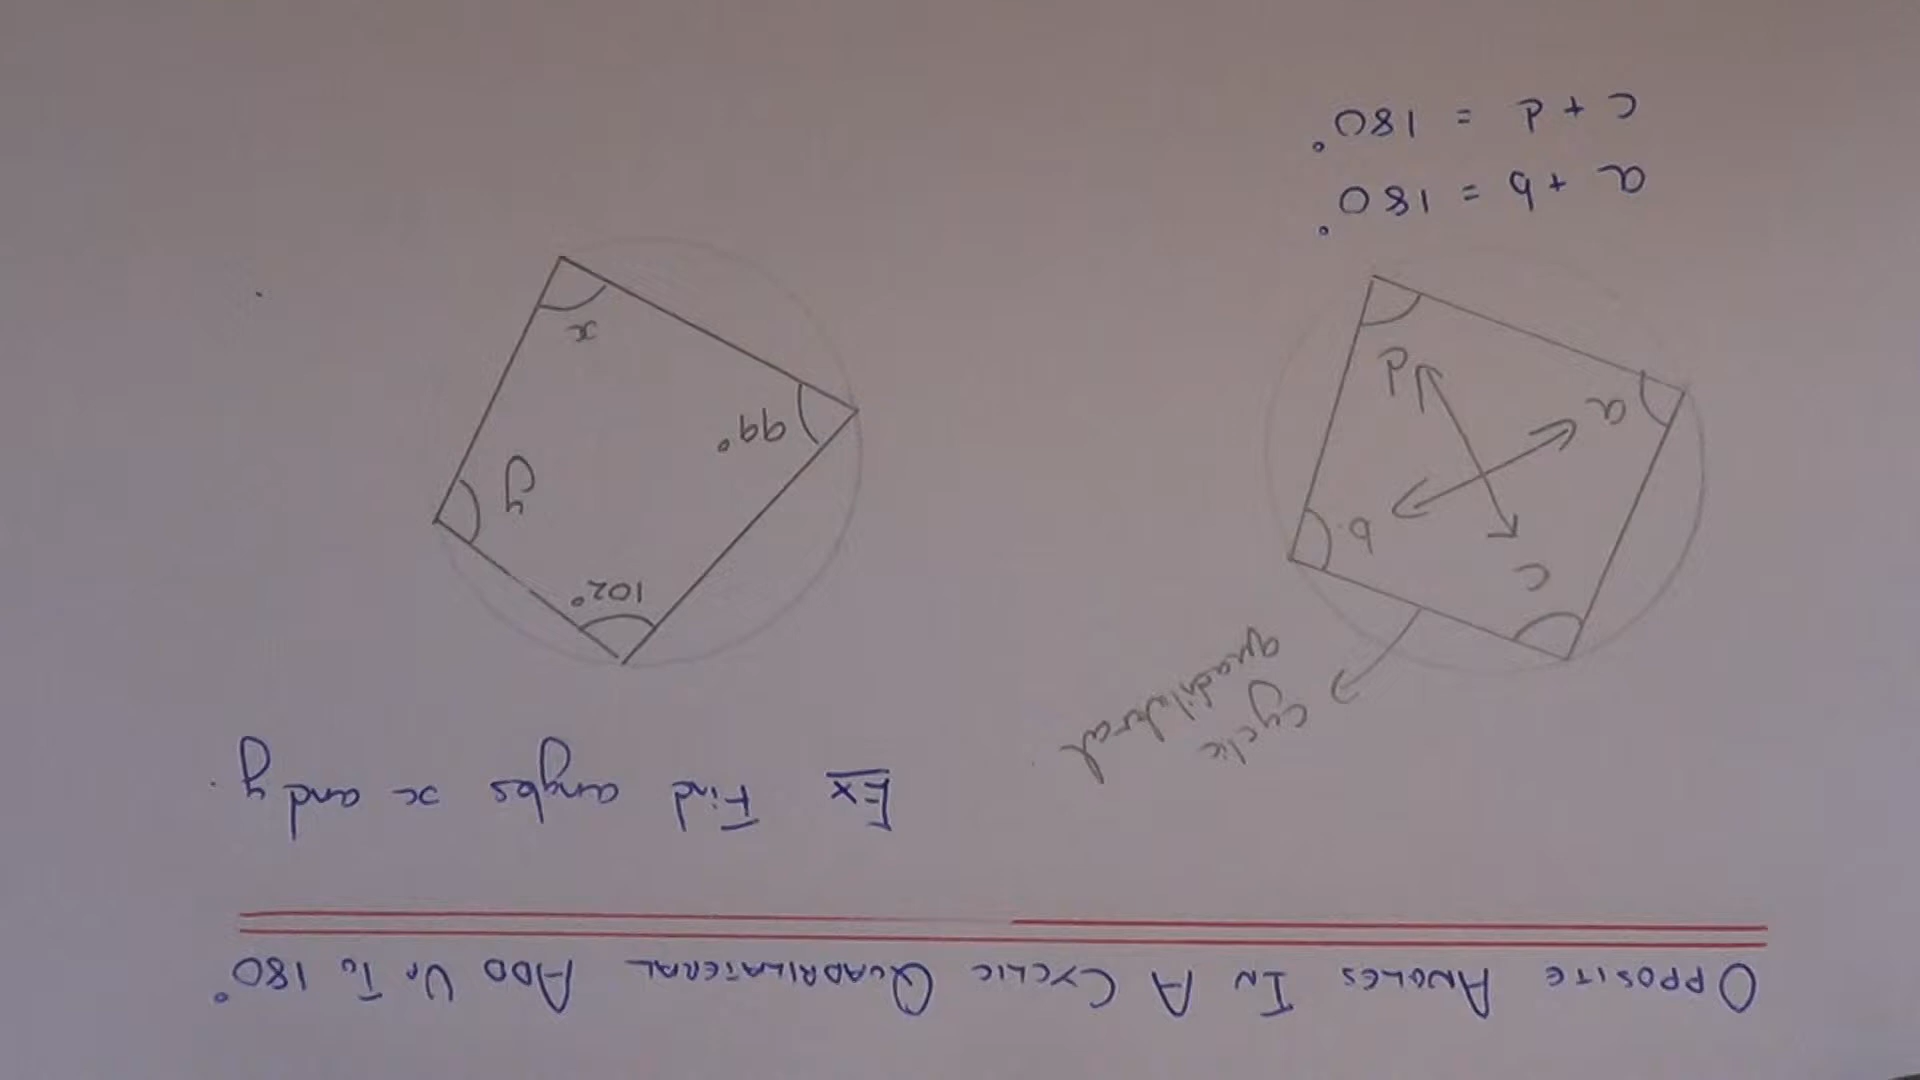 OPPOSITE ANGLES IN A CYCLIC QUADRILATERAL ADD UP TO 180°
Ex Find angles x and y.
cyclic
quadrilateral
c
b
a
d
a + b = 180°
c + d = 180°
102°
y
99°
x